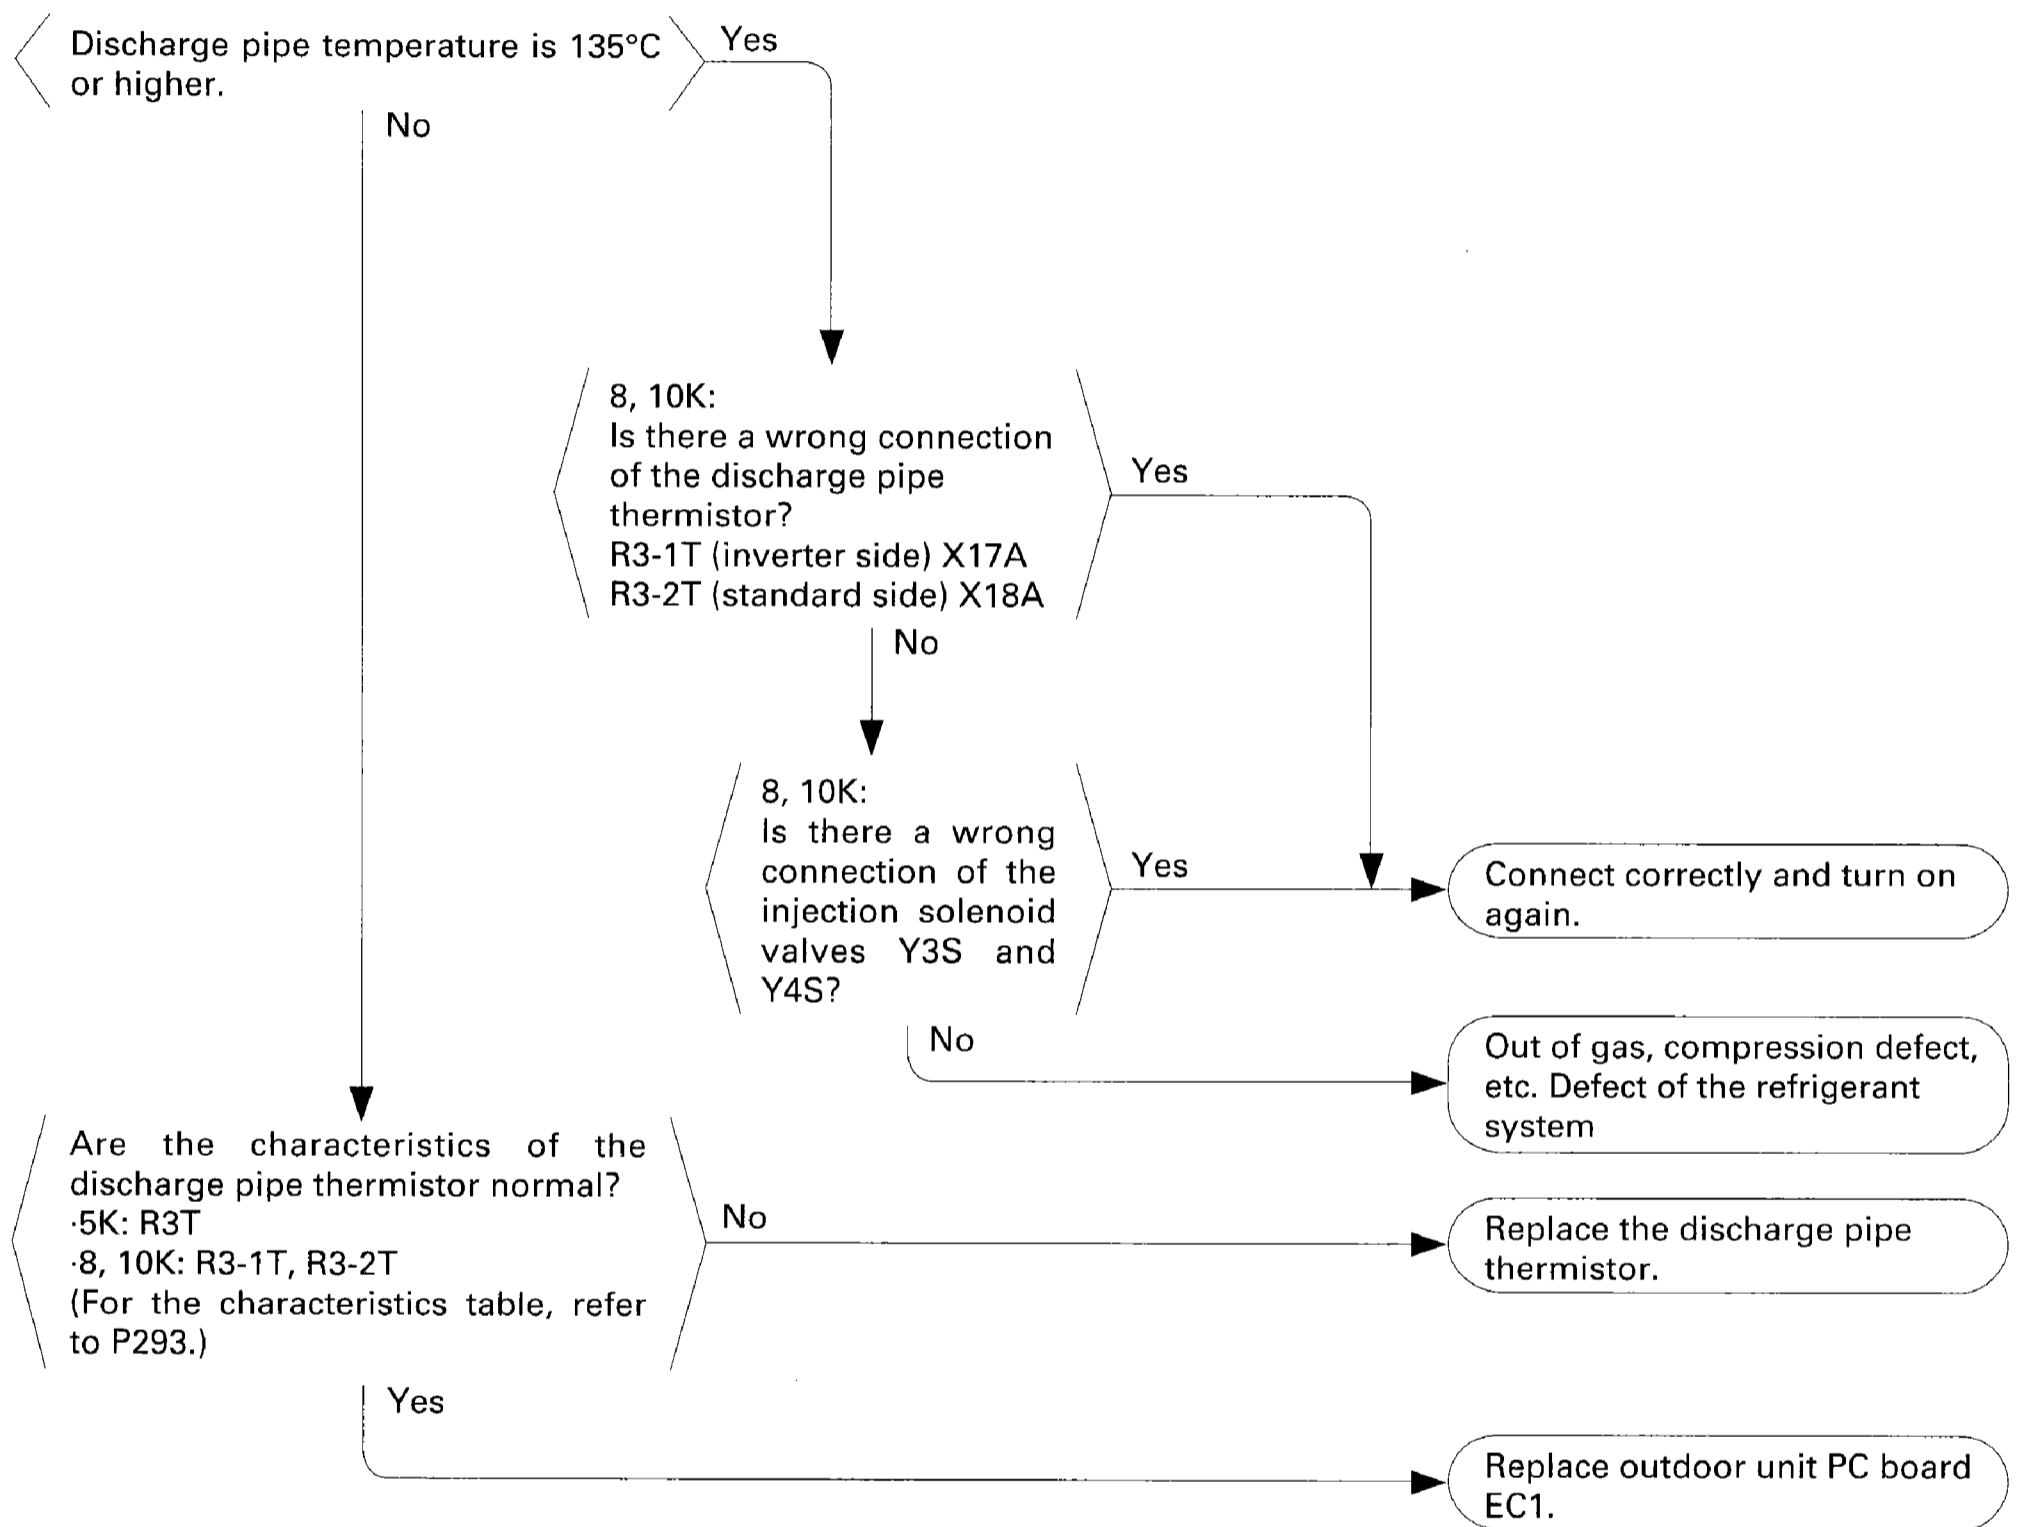 Discharge pipe temperature is 135°C
or higher.
Yes
No
8, 10K:
Is there a wrong connection
of the discharge pipe
thermistor?
R3-1T (inverter side) X17A
R3-2T (standard side) X18A
Yes
No
8, 10K:
Is there a wrong
connection of the
injection solenoid
valves Y3S and
Y4S?
Yes
Connect correctly and turn on
again.
No
Out of gas, compression defect,
etc. Defect of the refrigerant
system
Are the characteristics of the
discharge pipe thermistor normal?
·5K: R3T
·8, 10K: R3-1T, R3-2T
(For the characteristics table, refer
to P293.)
No
Replace the discharge pipe
thermistor.
Yes
Replace outdoor unit PC board
EC1.